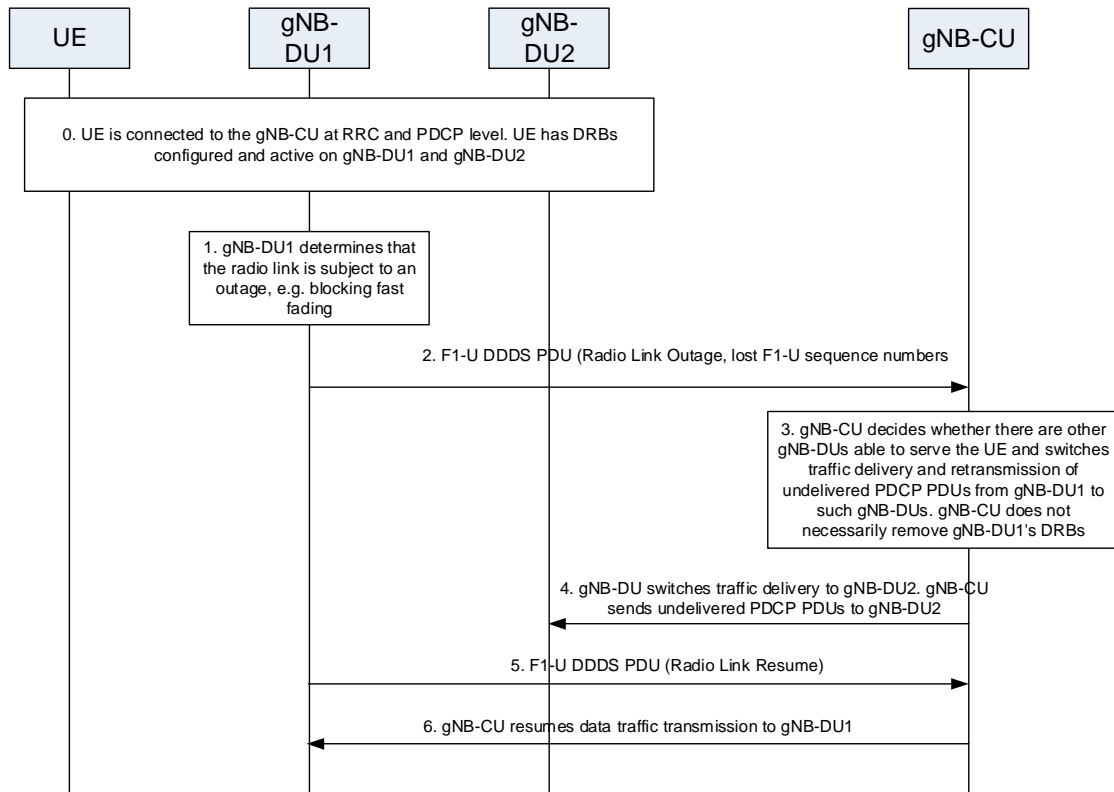 UE
gNB-
DU1
gNB-
DU2
gNB-CU
0. UE is connected to the gNB-CU at RRC and PDCP level. UE has DRBs
configured and active on gNB-DU1 and gNB-DU2
1. gNB-DU1 determines that
the radio link is subject to an
outage, e.g. blocking fast
fading
2. F1-U DDDS PDU (Radio Link Outage, lost F1-U sequence numbers
3. gNB-CU decides whether there are other
gNB-DUs able to serve the UE and switches
traffic delivery and retransmission of
undelivered PDCP PDUs from gNB-DU1 to
such gNB-DUs. gNB-CU does not
necessarily remove gNB-DU1's DRBs
4. gNB-DU switches traffic delivery to gNB-DU2. gNB-CU
sends undelivered PDCP PDUs to gNB-DU2
5. F1-U DDDS PDU (Radio Link Resume)
6. gNB-CU resumes data traffic transmission to gNB-DU1